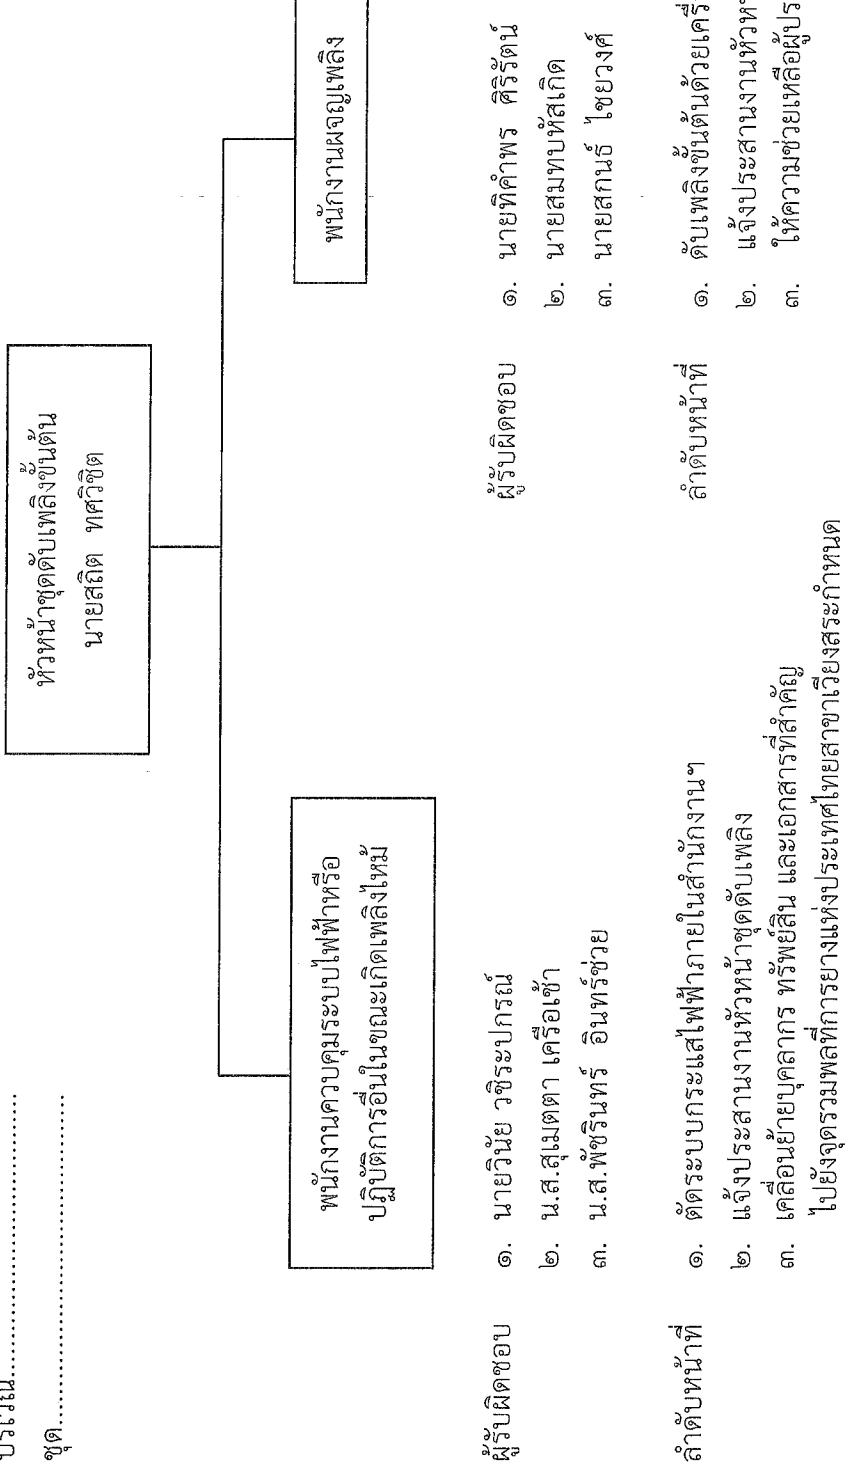 บริเวณ........................................
ชุด........................................
หัวหน้าชุดดับเพลิงขั้นต้น
นายสถิต ทศวิชิต
พนักงานควบคุมระบบไฟฟ้าหรือ
ปฏิบัติการอื่นในขณะเกิดเพลิงไหม้
ผู้รับผิดชอบ
๑. นายวินัย วชิระปกรณ์
๒. น.ส.สุเมตตา เครือเช้า
๓. น.ส.พัชรินทร์ อินทร์ช่วย
ลำดับหน้าที่
๑. ตัดระบบกระแสไฟฟ้าภายในสำนักงานฯ
๒. แจ้งประสานงานหัวหน้าชุดดับเพลิง
๓. เคลื่อนย้ายบุคลากร ทรัพย์สิน และเอกสารที่สำคัญ
ไปยังจุดรวมพลที่การยางแห่งประเทศไทยสาขาเวียงสระกำหนด
พนักงานผจญเพลิง
ผู้รับผิดชอบ
๑. นายทิคำพร ศิริรัตน์
๒. นายสมทบหัสเกิด
๓. นายสกนธ์ ไชยวงศ์
ลำดับหน้าที่
๑. ดับเพลิงขั้นต้นด้วยเครื่
๒. แจ้งประสานงานหัวห
๓. ให้ความช่วยเหลือผู้ปร